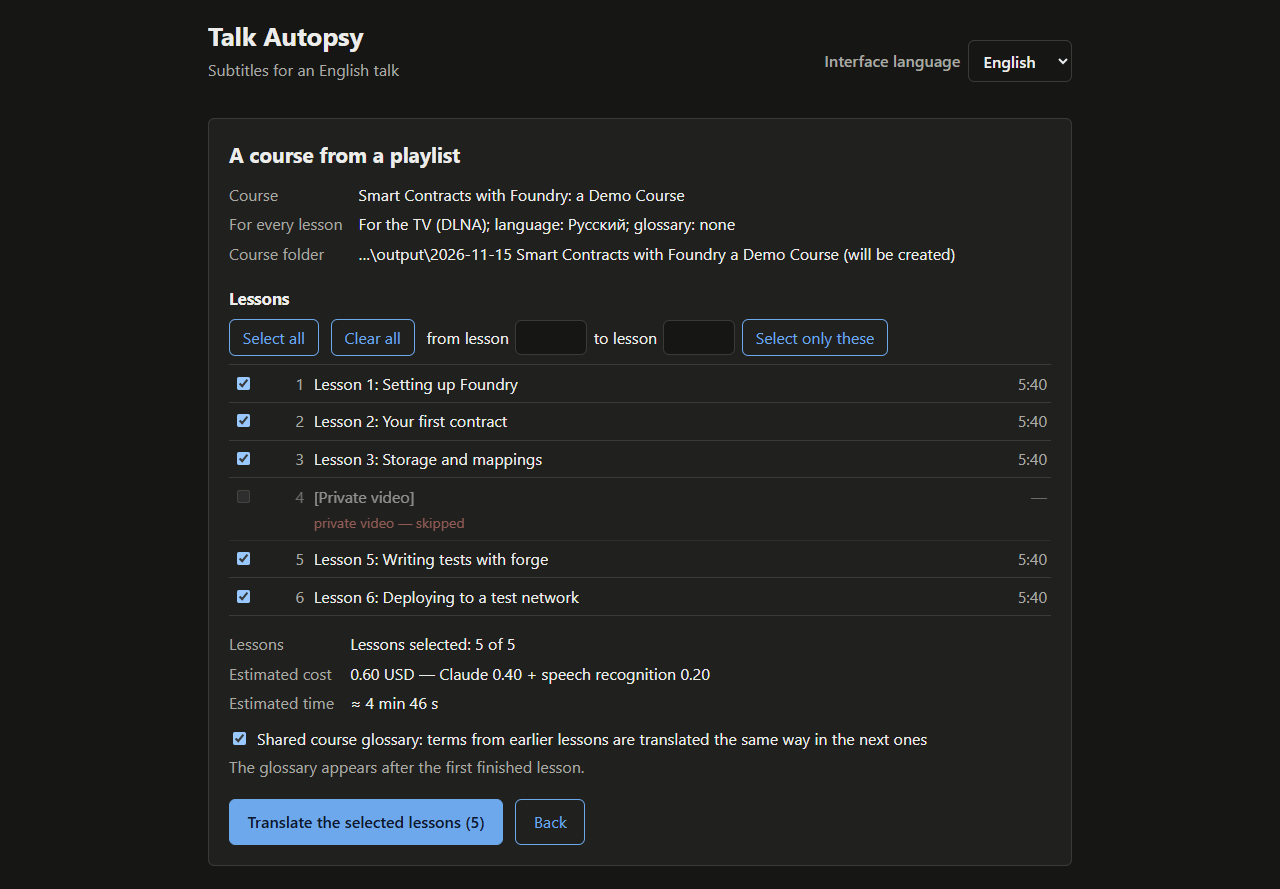 Talk Autopsy
Subtitles for an English talk
Interface language English
A course from a playlist
Course Smart Contracts with Foundry: a Demo Course
For every lesson For the TV (DLNA); language: Русский; glossary: none
Course folder ...\output\2026-11-15 Smart Contracts with Foundry a Demo Course (will be created)
Lessons
Select all Clear all from lesson to lesson Select only these
1 Lesson 1: Setting up Foundry 5:40
2 Lesson 2: Your first contract 5:40
3 Lesson 3: Storage and mappings 5:40
4 [Private video] —
private video — skipped
5 Lesson 5: Writing tests with forge 5:40
6 Lesson 6: Deploying to a test network 5:40
Lessons Lessons selected: 5 of 5
Estimated cost 0.60 USD — Claude 0.40 + speech recognition 0.20
Estimated time ≈ 4 min 46 s
Shared course glossary: terms from earlier lessons are translated the same way in the next ones
The glossary appears after the first finished lesson.
Translate the selected lessons (5) Back